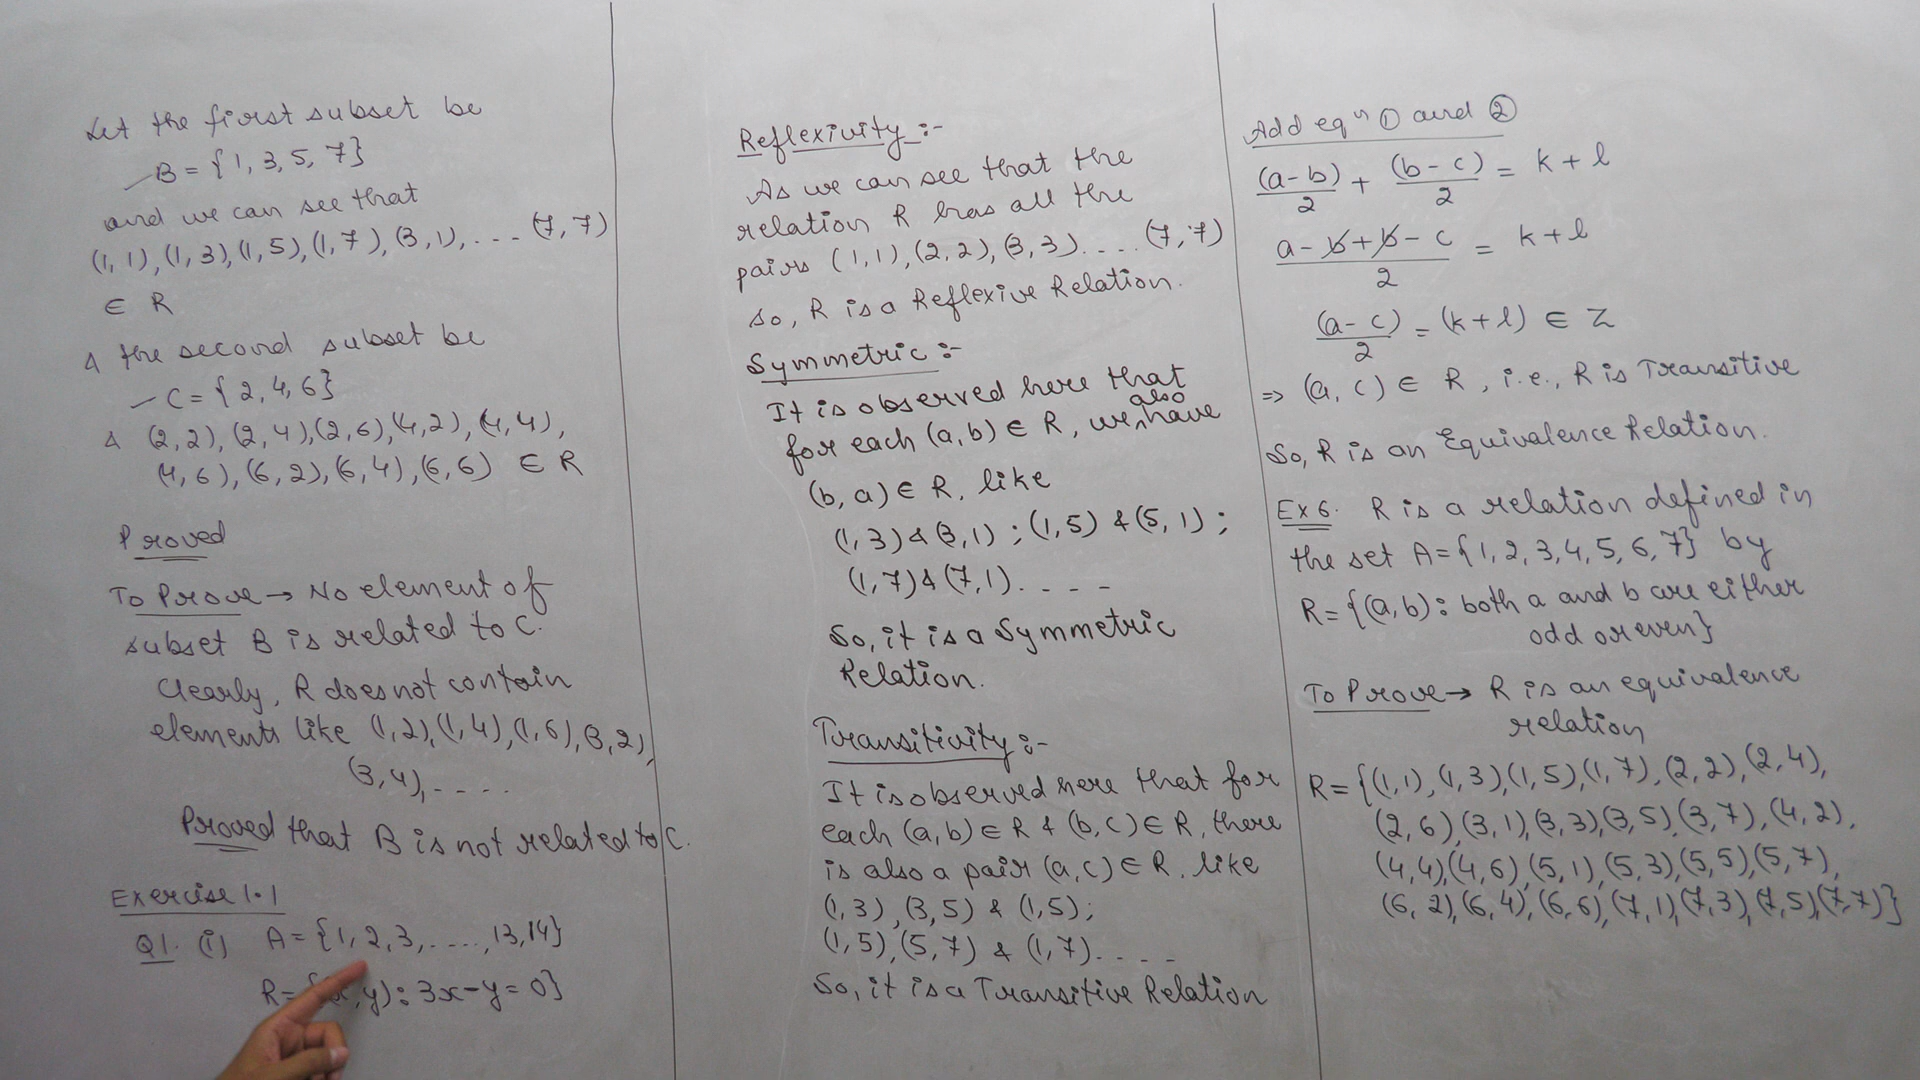 Let the first subset be
B = {1, 3, 5, 7}
and we can see that
(1, 1), (1, 3), (1, 5), (1, 7), (3, 1), .... (7, 7)
∈ R
& the second subset be
C = {2, 4, 6}
& (2, 2), (2, 4), (2, 6), (4, 2), (4, 4),
(4, 6), (6, 2), (6, 4), (6, 6) ∈ R
Proved
To Prove → No element of
subset B is related to C.
Clearly, R does not contain
elements like (1, 2), (1, 4), (1, 6), (3, 2),
(3, 4), ....
Proved that B is not related to C.
Exercise 1.1
Q1. (i) A = {1, 2, 3, ...., 13, 14}
R = {(x, y) : 3x - y = 0}
Reflexivity :-
As we can see that the
relation R has all the
pairs (1, 1), (2, 2), (3, 3) .... (7, 7)
So, R is a Reflexive Relation.
Symmetric :-
It is observed here that
for each (a, b) ∈ R, we also have
(b, a) ∈ R, like
(1, 3) & (3, 1) ; (1, 5) & (5, 1) ;
(1, 7) & (7, 1) ....
So, it is a Symmetric
Relation.
Transitivity :-
It is observed here that for
each (a, b) ∈ R & (b, c) ∈ R, there
is also a pair (a, c) ∈ R, like
(1, 3), (3, 5) & (1, 5);
(1, 5), (5, 7) & (1, 7) ....
So, it is a Transitive Relation
Add eqⁿ ① and ②
(a-b)/2 + (b-c)/2 = k + l
(a - b + b - c)/2 = k + l
(a-c)/2 = (k + l) ∈ Z
⇒ (a, c) ∈ R, i.e., R is Transitive
So, R is an Equivalence Relation.
Ex 6. R is a relation defined in
the set A = {1, 2, 3, 4, 5, 6, 7} by
R = {(a, b) : both a and b are either
odd or even}
To Prove → R is an equivalence
relation
R = {(1, 1), (1, 3), (1, 5), (1, 7), (2, 2), (2, 4),
(2, 6), (3, 1), (3, 3), (3, 5), (3, 7), (4, 2),
(4, 4), (4, 6), (5, 1), (5, 3), (5, 5), (5, 7),
(6, 2), (6, 4), (6, 6), (7, 1), (7, 3), (7, 5), (7, 7)}